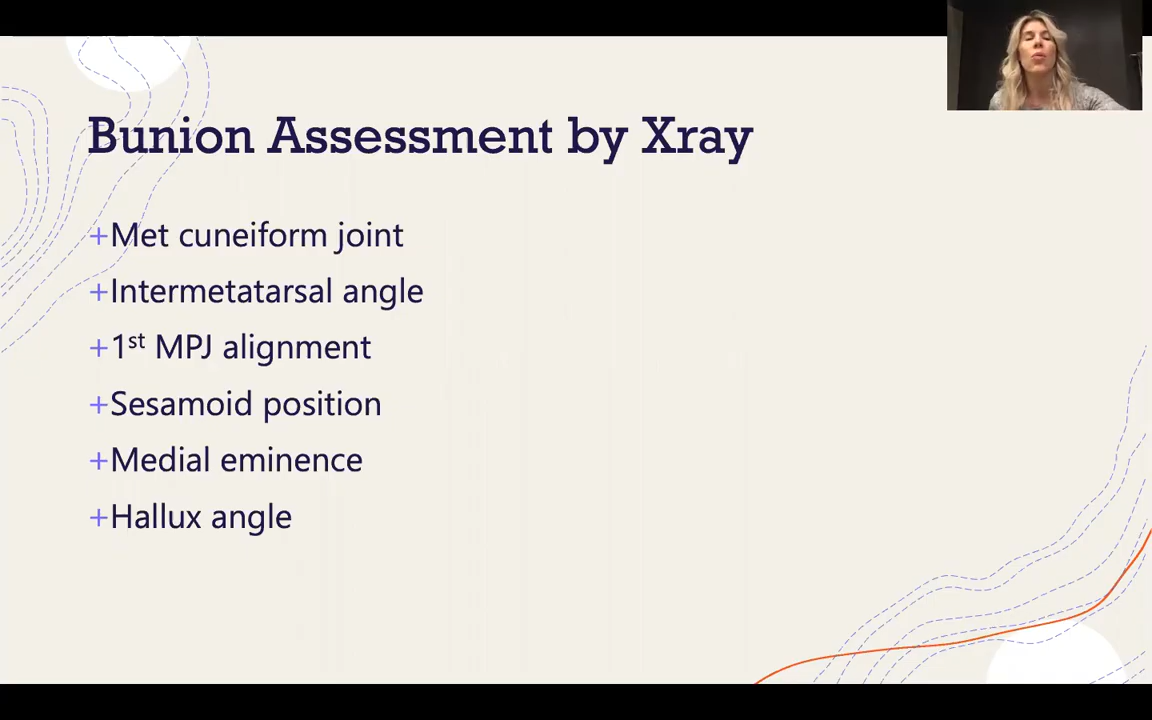 Bunion Assessment by Xray
+Met cuneiform joint
+Intermetatarsal angle
+1st MPJ alignment
+Sesamoid position
+Medial eminence
+Hallux angle